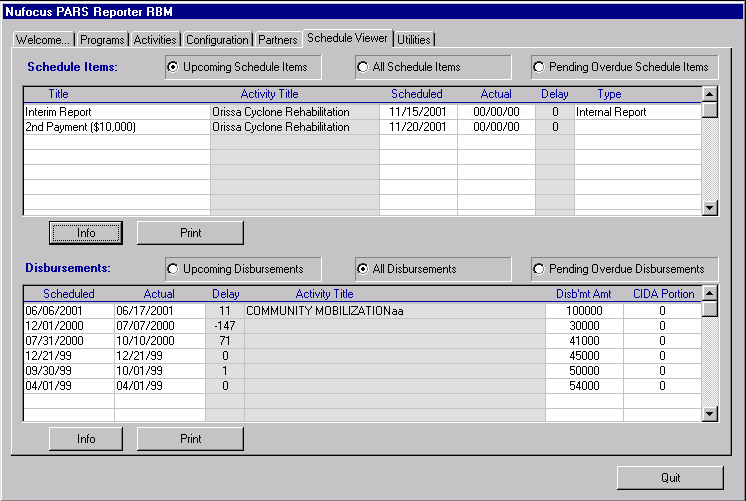 Nufocus PARS Reporter RBM
Welcome... Programs Activities Configuration Partners Schedule Viewer Utilities
Schedule Items: Upcoming Schedule Items All Schedule Items Pending Overdue Schedule Items
Title Activity Title Scheduled Actual Delay Type
Interim Report Orissa Cyclone Rehabilitation 11/15/2001 00/00/00 0 Internal Report
2nd Payment ($10,000) Orissa Cyclone Rehabilitation 11/20/2001 00/00/00 0
Info Print
Disbursements: Upcoming Disbursements All Disbursements Pending Overdue Disbursements
Scheduled Actual Delay Activity Title Disb'mt Amt CIDA Portion
06/06/2001 06/17/2001 11 COMMUNITY MOBILIZATIONaa 100000 0
12/01/2000 07/07/2000 -147 30000 0
07/31/2000 10/10/2000 71 41000 0
12/21/99 12/21/99 0 45000 0
09/30/99 10/01/99 1 50000 0
04/01/99 04/01/99 0 54000 0
Info Print
Quit